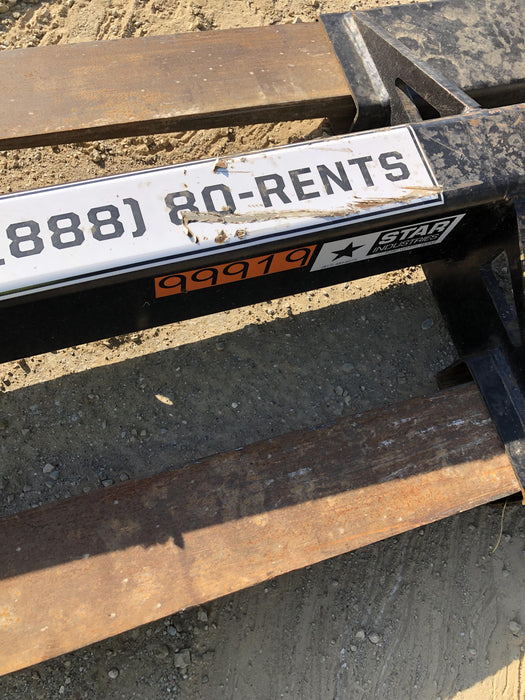 (888) 80-RENTS
99919
STAR
INDUSTRIES